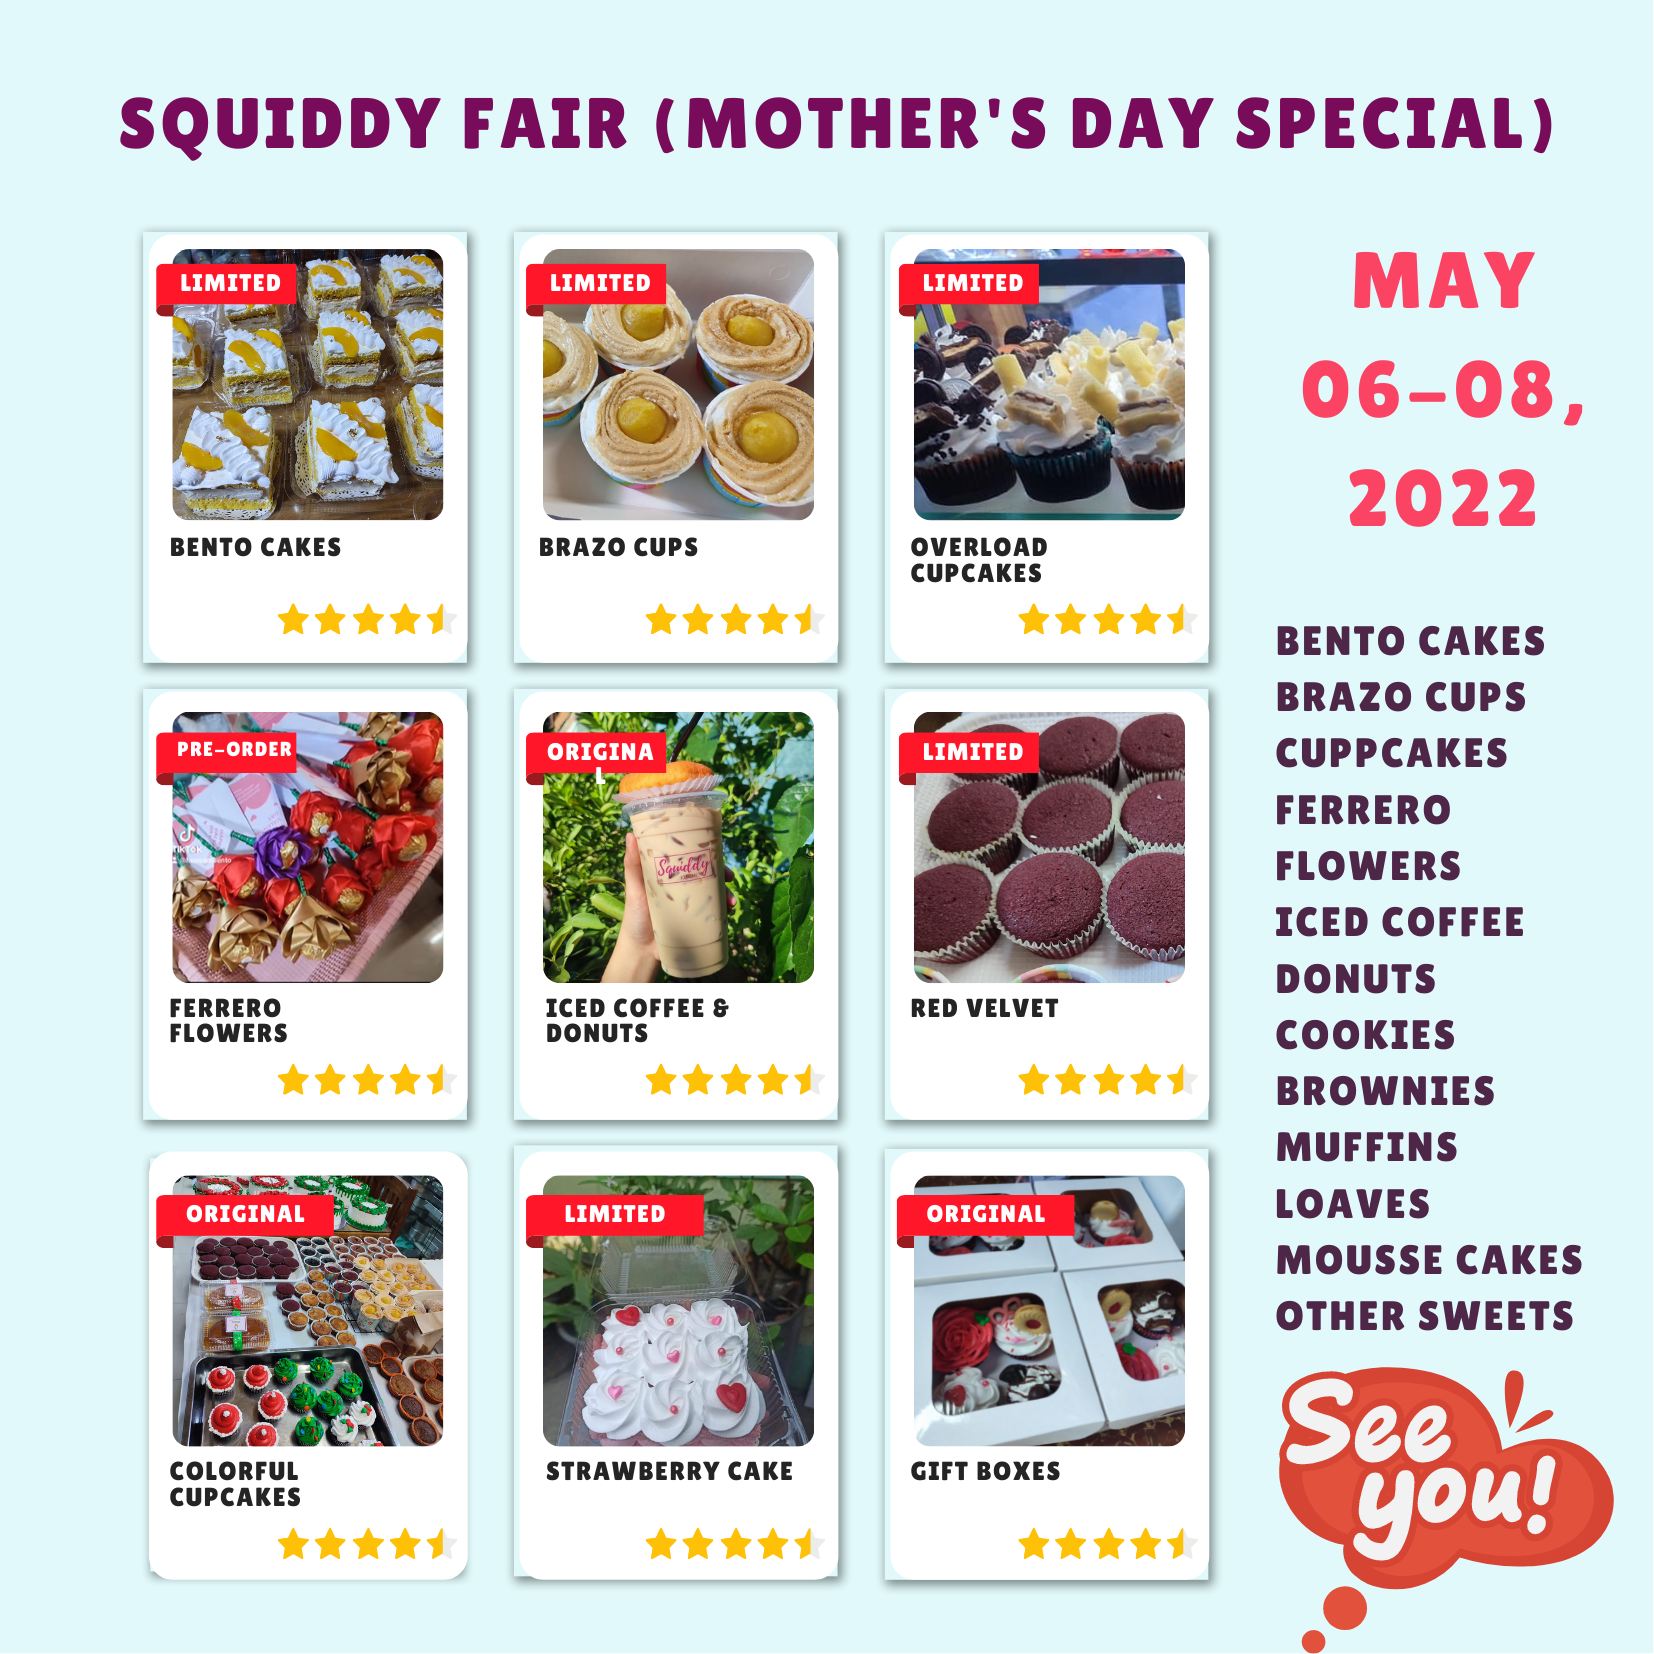 SQUIDDY FAIR (MOTHER'S DAY SPECIAL)
LIMITED
BENTO CAKES
LIMITED
BRAZO CUPS
LIMITED
OVERLOAD
CUPCAKES
PRE-ORDER
TikTok
FERRERO
FLOWERS
ORIGINA
L
Squiddly
ICED COFFEE &
DONUTS
LIMITED
RED VELVET
ORIGINAL
COLORFUL
CUPCAKES
LIMITED
STRAWBERRY CAKE
ORIGINAL
GIFT BOXES
MAY
06-08,
2022
BENTO CAKES
BRAZO CUPS
CUPPCAKES
FERRERO
FLOWERS
ICED COFFEE
DONUTS
COOKIES
BROWNIES
MUFFINS
LOAVES
MOUSSE CAKES
OTHER SWEETS
See
you!